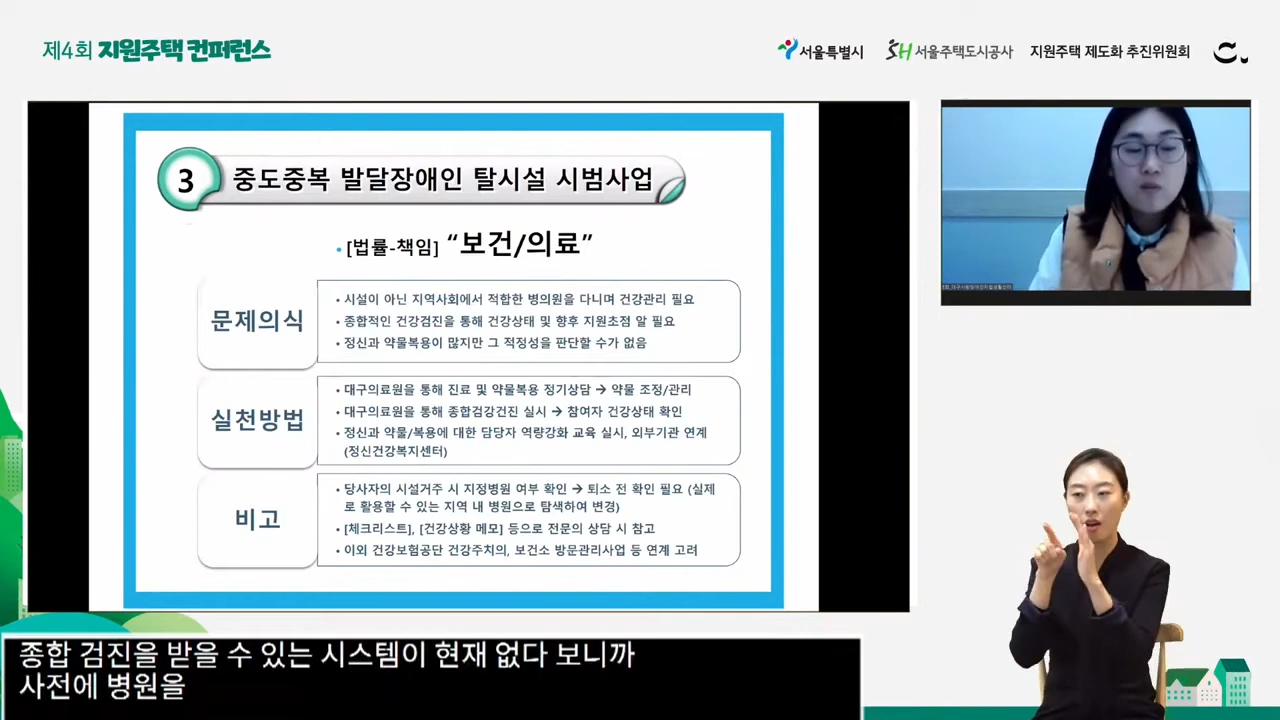 제4회 지원주택 컨퍼런스
서울특별시
SH 서울주택도시공사
지원주택 제도화 추진위원회
3
중도중복 발달장애인 탈시설 시범사업
• [법률-책임] “보건/의료”
문제의식
• 시설이 아닌 지역사회에서 적합한 병의원을 다니며 건강관리 필요
• 종합적인 건강검진을 통해 건강상태 및 향후 지원초점 알 필요
• 정신과 약물복용이 많지만 그 적정성을 판단할 수가 없음
실천방법
• 대구의료원을 통해 진료 및 약물복용 정기상담 → 약물 조정/관리
• 대구의료원을 통해 종합검강건진 실시 → 참여자 건강상태 확인
• 정신과 약물/복용에 대한 담당자 역량강화 교육 실시, 외부기관 연계
(정신건강복지센터)
비고
• 당사자의 시설거주 시 지정병원 여부 확인 → 퇴소 전 확인 필요 (실제
로 활용할 수 있는 지역 내 병원으로 탐색하여 변경)
• [체크리스트], [건강상황 메모] 등으로 전문의 상담 시 참고
• 이외 건강보험공단 건강주치의, 보건소 방문관리사업 등 연계 고려
종합 검진을 받을 수 있는 시스템이 현재 없다 보니까
사전에 병원을